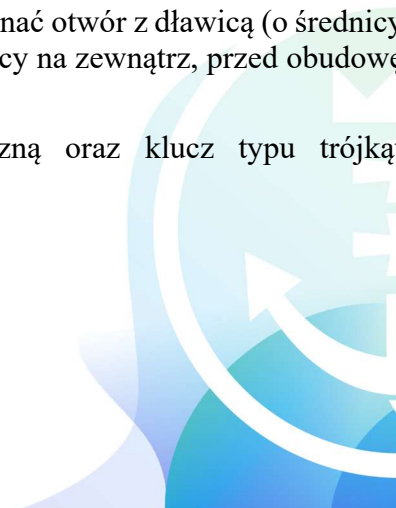 nać otwór z dławicą (o średnicy
cy na zewnątrz, przed obudowę
zną oraz klucz typu trójkąt